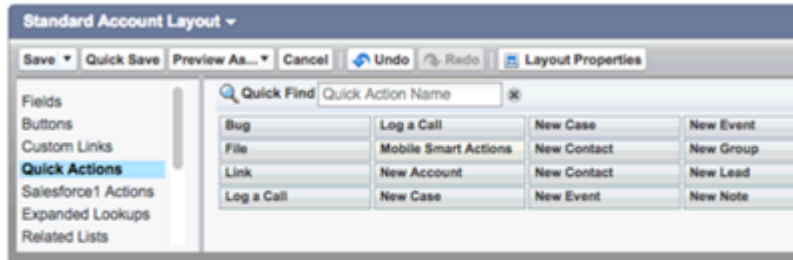 Standard Account Layout
Save Quick Save Preview As... Cancel Undo Redo Layout Properties
Fields
Buttons
Custom Links
Quick Actions
Salesforce1 Actions
Expanded Lookups
Related Lists
Quick Find Quick Action Name
Bug Log a Call New Case New Event
File Mobile Smart Actions New Contact New Group
Link New Account New Contact New Lead
Log a Call New Case New Event New Note